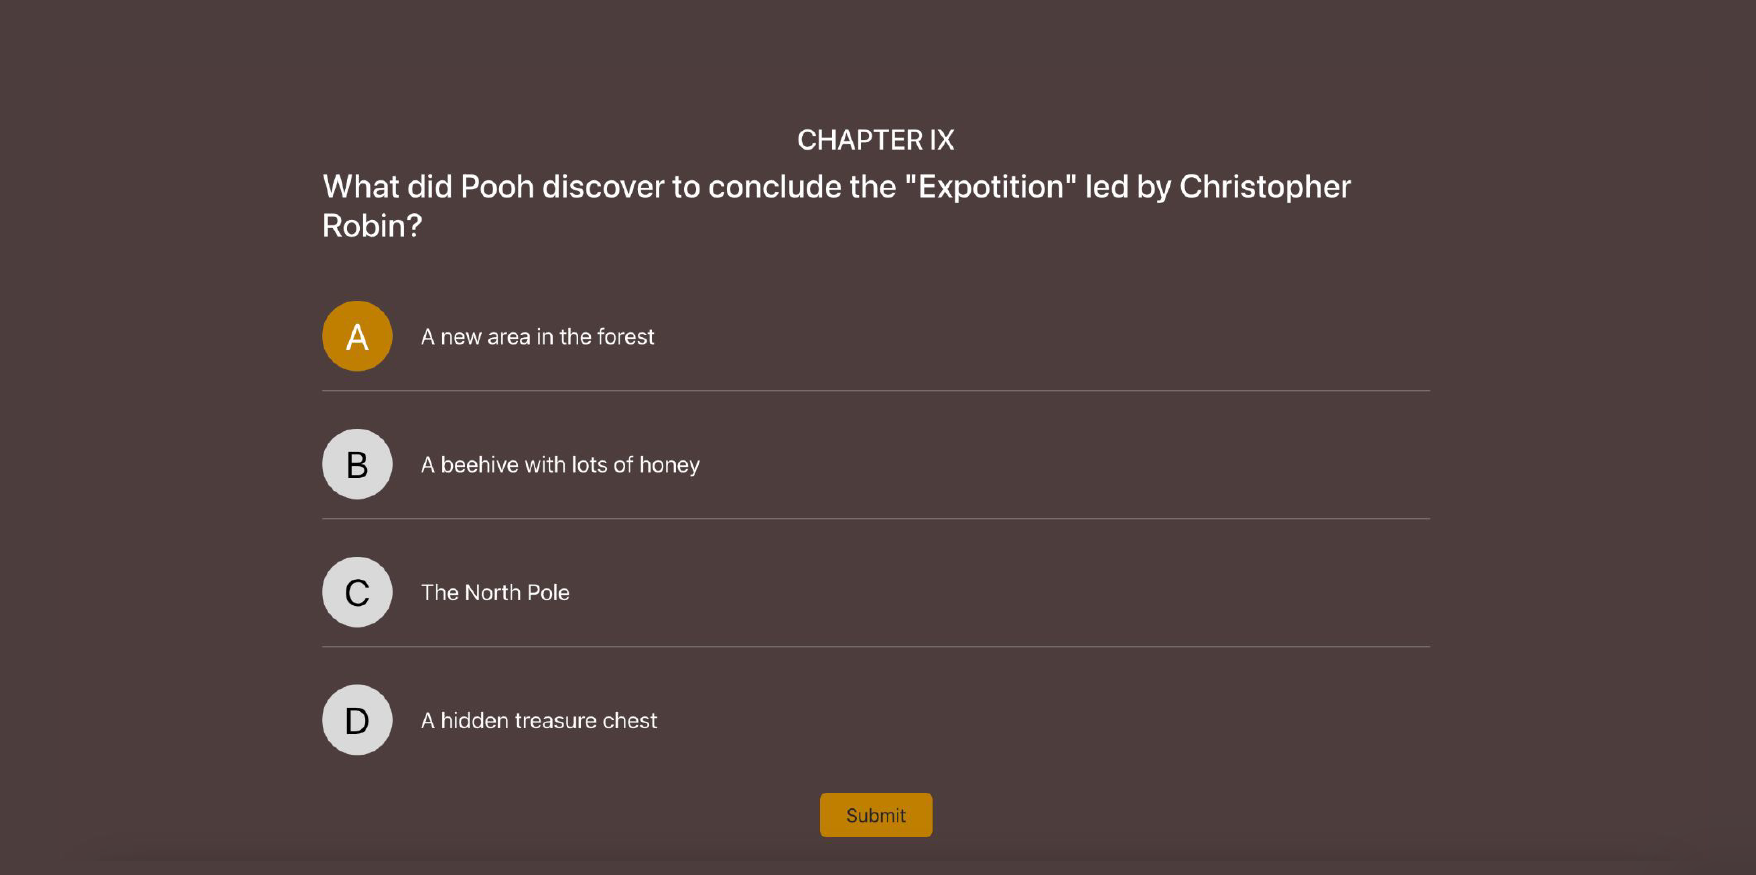 CHAPTER IX
What did Pooh discover to conclude the "Expotition" led by Christopher
Robin?
A
A new area in the forest
B
A beehive with lots of honey
C
The North Pole
D
A hidden treasure chest
Submit